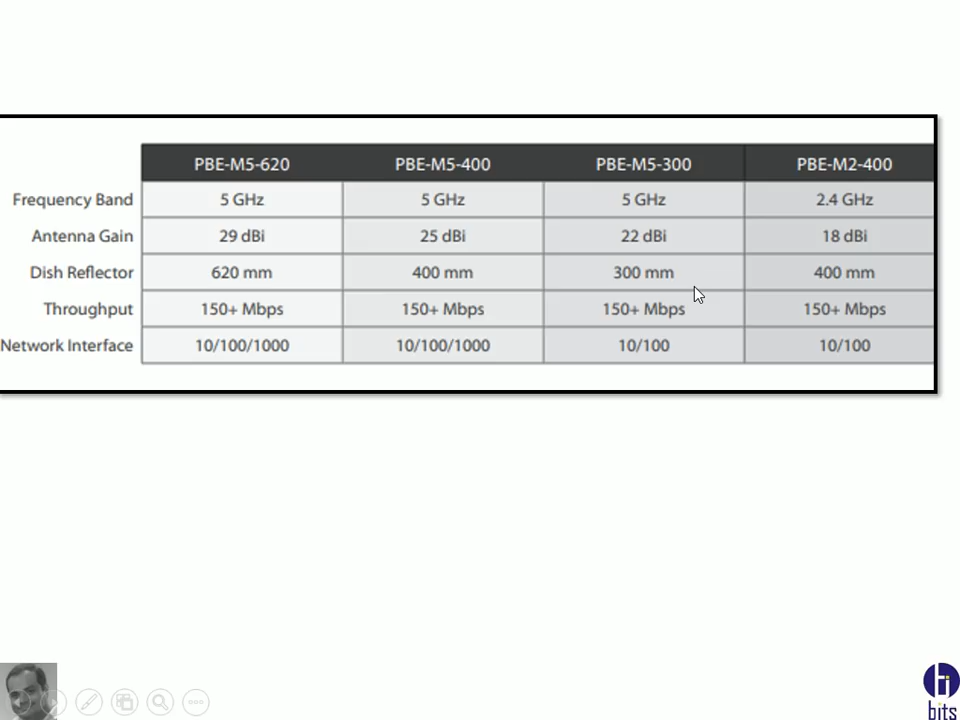 PBE-M5-620 PBE-M5-400 PBE-M5-300 PBE-M2-400
Frequency Band 5 GHz 5 GHz 5 GHz 2.4 GHz
Antenna Gain 29 dBi 25 dBi 22 dBi 18 dBi
Dish Reflector 620 mm 400 mm 300 mm 400 mm
Throughput 150+ Mbps 150+ Mbps 150+ Mbps 150+ Mbps
Network Interface 10/100/1000 10/100/1000 10/100 10/100
bits